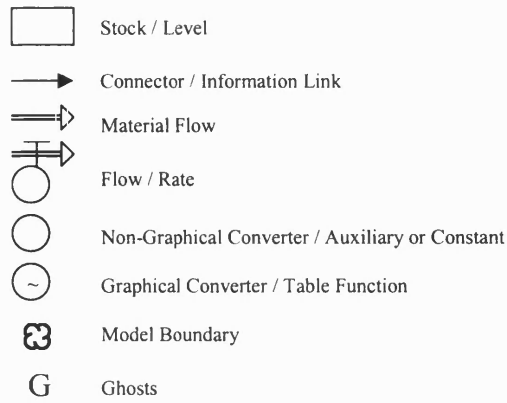 Stock / Level
Connector / Information Link
Material Flow
Flow / Rate
Non-Graphical Converter / Auxiliary or Constant
~ Graphical Converter / Table Function
Model Boundary
G Ghosts